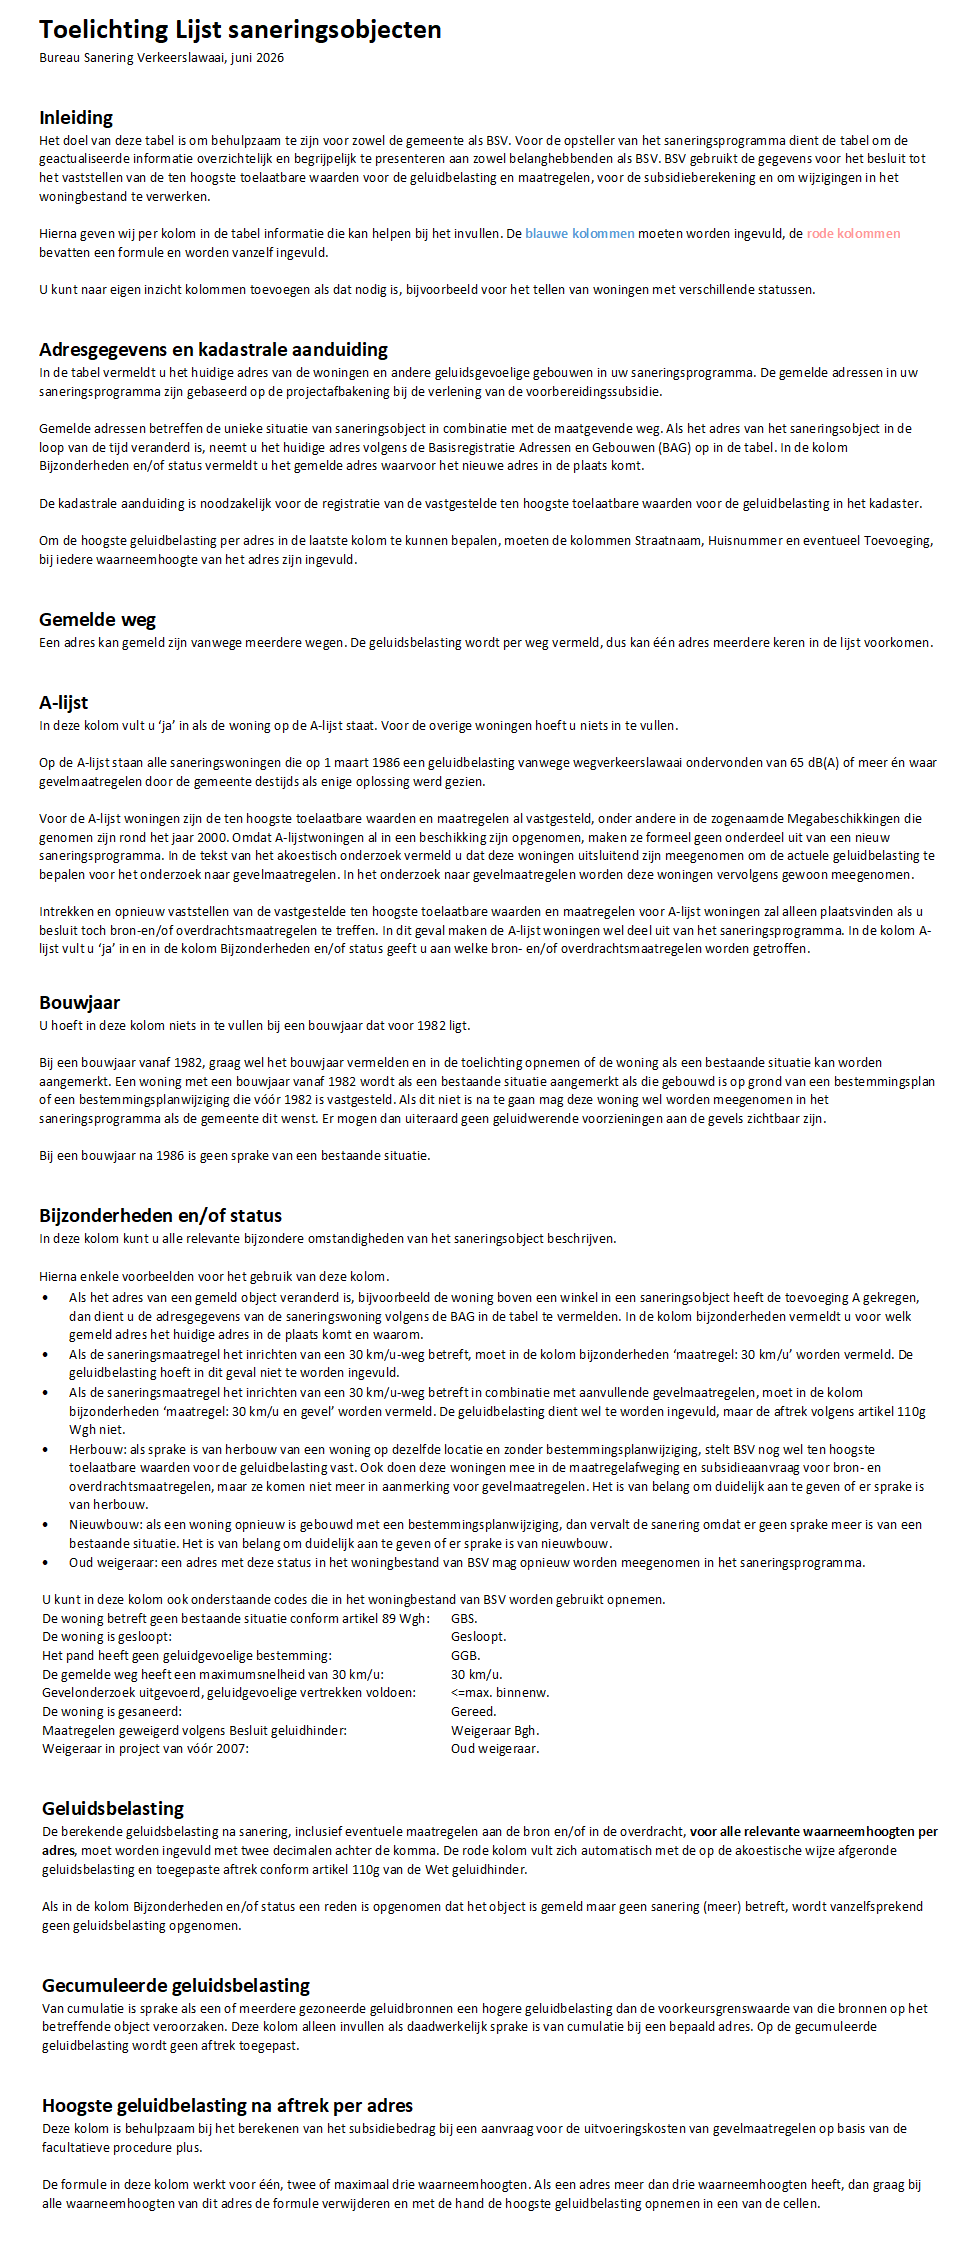 Toelichting Lijst saneringsobjecten
Bureau Sanering Verkeerslawaai, juni 2026
Inleiding
Het doel van deze tabel is om behulpzaam te zijn voor zowel de gemeente als BSV. Voor de opsteller van het saneringsprogramma dient de tabel om de
geactualiseerde informatie overzichtelijk en begrijpelijk te presenteren aan zowel belanghebbenden als BSV. BSV gebruikt de gegevens voor het besluit tot
het vaststellen van de ten hoogste toelaatbare waarden voor de geluidbelasting en maatregelen, voor de subsidieberekening en om wijzigingen in het
woningbestand te verwerken.
Hierna geven wij per kolom in de tabel informatie die kan helpen bij het invullen. De blauwe kolommen moeten worden ingevuld, de rode kolommen
bevatten een formule en worden vanzelf ingevuld.
U kunt naar eigen inzicht kolommen toevoegen als dat nodig is, bijvoorbeeld voor het tellen van woningen met verschillende statussen.
Adresgegevens en kadastrale aanduiding
In de tabel vermeldt u het huidige adres van de woningen en andere geluidsgevoelige gebouwen in uw saneringsprogramma. De gemelde adressen in uw
saneringsprogramma zijn gebaseerd op de projectafbakening bij de verlening van de voorbereidingssubsidie.
Gemelde adressen betreffen de unieke situatie van saneringsobject in combinatie met de maatgevende weg. Als het adres van het saneringsobject in de
loop van de tijd veranderd is, neemt u het huidige adres volgens de Basisregistratie Adressen en Gebouwen (BAG) op in de tabel. In de kolom
Bijzonderheden en/of status vermeldt u het gemelde adres waarvoor het nieuwe adres in de plaats komt.
De kadastrale aanduiding is noodzakelijk voor de registratie van de vastgestelde ten hoogste toelaatbare waarden voor de geluidbelasting in het kadaster.
Om de hoogste geluidbelasting per adres in de laatste kolom te kunnen bepalen, moeten de kolommen Straatnaam, Huisnummer en eventueel Toevoeging,
bij iedere waarneemhoogte van het adres zijn ingevuld.
Gemelde weg
Een adres kan gemeld zijn vanwege meerdere wegen. De geluidsbelasting wordt per weg vermeld, dus kan één adres meerdere keren in de lijst voorkomen.
A-lijst
In deze kolom vult u ‘ja’ in als de woning op de A-lijst staat. Voor de overige woningen hoeft u niets in te vullen.
Op de A-lijst staan alle saneringswoningen die op 1 maart 1986 een geluidbelasting vanwege wegverkeerslawaai ondervonden van 65 dB(A) of meer én waar
gevelmaatregelen door de gemeente destijds als enige oplossing werd gezien.
Voor de A-lijst woningen zijn de ten hoogste toelaatbare waarden en maatregelen al vastgesteld, onder andere in de zogenaamde Megabeschikkingen die
genomen zijn rond het jaar 2000. Omdat A-lijstwoningen al in een beschikking zijn opgenomen, maken ze formeel geen onderdeel uit van een nieuw
saneringsprogramma. In de tekst van het akoestisch onderzoek vermeld u dat deze woningen uitsluitend zijn meegenomen om de actuele geluidbelasting te
bepalen voor het onderzoek naar gevelmaatregelen. In het onderzoek naar gevelmaatregelen worden deze woningen vervolgens gewoon meegenomen.
Intrekken en opnieuw vaststellen van de vastgestelde ten hoogste toelaatbare waarden en maatregelen voor A-lijst woningen zal alleen plaatsvinden als u
besluit toch bron-en/of overdrachtsmaatregelen te treffen. In dit geval maken de A-lijst woningen wel deel uit van het saneringsprogramma. In de kolom A-
lijst vult u ‘ja’ in en in de kolom Bijzonderheden en/of status geeft u aan welke bron- en/of overdrachtsmaatregelen worden getroffen.
Bouwjaar
U hoeft in deze kolom niets in te vullen bij een bouwjaar dat voor 1982 ligt.
Bij een bouwjaar vanaf 1982, graag wel het bouwjaar vermelden en in de toelichting opnemen of de woning als een bestaande situatie kan worden
aangemerkt. Een woning met een bouwjaar vanaf 1982 wordt als een bestaande situatie aangemerkt als die gebouwd is op grond van een bestemmingsplan
of een bestemmingsplanwijziging die vóór 1982 is vastgesteld. Als dit niet is na te gaan mag deze woning wel worden meegenomen in het
saneringsprogramma als de gemeente dit wenst. Er mogen dan uiteraard geen geluidwerende voorzieningen aan de gevels zichtbaar zijn.
Bij een bouwjaar na 1986 is geen sprake van een bestaande situatie.
Bijzonderheden en/of status
In deze kolom kunt u alle relevante bijzondere omstandigheden van het saneringsobject beschrijven.
Hierna enkele voorbeelden voor het gebruik van deze kolom.
• Als het adres van een gemeld object veranderd is, bijvoorbeeld de woning boven een winkel in een saneringsobject heeft de toevoeging A gekregen,
dan dient u de adresgegevens van de saneringswoning volgens de BAG in de tabel te vermelden. In de kolom bijzonderheden vermeldt u voor welk
gemeld adres het huidige adres in de plaats komt en waarom.
• Als de saneringsmaatregel het inrichten van een 30 km/u-weg betreft, moet in de kolom bijzonderheden ‘maatregel: 30 km/u’ worden vermeld. De
geluidbelasting hoeft in dit geval niet te worden ingevuld.
• Als de saneringsmaatregel het inrichten van een 30 km/u-weg betreft in combinatie met aanvullende gevelmaatregelen, moet in de kolom
bijzonderheden ‘maatregel: 30 km/u en gevel’ worden vermeld. De geluidbelasting dient wel te worden ingevuld, maar de aftrek volgens artikel 110g
Wgh niet.
• Herbouw: als sprake is van herbouw van een woning op dezelfde locatie en zonder bestemmingsplanwijziging, stelt BSV nog wel ten hoogste
toelaatbare waarden voor de geluidbelasting vast. Ook doen deze woningen mee in de maatregelafweging en subsidieaanvraag voor bron- en
overdrachtsmaatregelen, maar ze komen niet meer in aanmerking voor gevelmaatregelen. Het is van belang om duidelijk aan te geven of er sprake is
van herbouw.
• Nieuwbouw: als een woning opnieuw is gebouwd met een bestemmingsplanwijziging, dan vervalt de sanering omdat er geen sprake meer is van een
bestaande situatie. Het is van belang om duidelijk aan te geven of er sprake is van nieuwbouw.
• Oud weigeraar: een adres met deze status in het woningbestand van BSV mag opnieuw worden meegenomen in het saneringsprogramma.
U kunt in deze kolom ook onderstaande codes die in het woningbestand van BSV worden gebruikt opnemen.
De woning betreft geen bestaande situatie conform artikel 89 Wgh: GBS.
De woning is gesloopt: Gesloopt.
Het pand heeft geen geluidgevoelige bestemming: GGB.
De gemelde weg heeft een maximumsnelheid van 30 km/u: 30 km/u.
Gevelonderzoek uitgevoerd, geluidgevoelige vertrekken voldoen: <=max. binnenw.
De woning is gesaneerd: Gereed.
Maatregelen geweigerd volgens Besluit geluidhinder: Weigeraar Bgh.
Weigeraar in project van vóór 2007: Oud weigeraar.
Geluidsbelasting
De berekende geluidsbelasting na sanering, inclusief eventuele maatregelen aan de bron en/of in de overdracht, voor alle relevante waarneemhoogten per
adres, moet worden ingevuld met twee decimalen achter de komma. De rode kolom vult zich automatisch met de op de akoestische wijze afgeronde
geluidsbelasting en toegepaste aftrek conform artikel 110g van de Wet geluidhinder.
Als in de kolom Bijzonderheden en/of status een reden is opgenomen dat het object is gemeld maar geen sanering (meer) betreft, wordt vanzelfsprekend
geen geluidsbelasting opgenomen.
Gecumuleerde geluidsbelasting
Van cumulatie is sprake als een of meerdere gezoneerde geluidbronnen een hogere geluidbelasting dan de voorkeursgrenswaarde van die bronnen op het
betreffende object veroorzaken. Deze kolom alleen invullen als daadwerkelijk sprake is van cumulatie bij een bepaald adres. Op de gecumuleerde
geluidbelasting wordt geen aftrek toegepast.
Hoogste geluidbelasting na aftrek per adres
Deze kolom is behulpzaam bij het berekenen van het subsidiebedrag bij een aanvraag voor de uitvoeringskosten van gevelmaatregelen op basis van de
facultatieve procedure plus.
De formule in deze kolom werkt voor één, twee of maximaal drie waarneemhoogten. Als een adres meer dan drie waarneemhoogten heeft, dan graag bij
alle waarneemhoogten van dit adres de formule verwijderen en met de hand de hoogste geluidbelasting opnemen in een van de cellen.